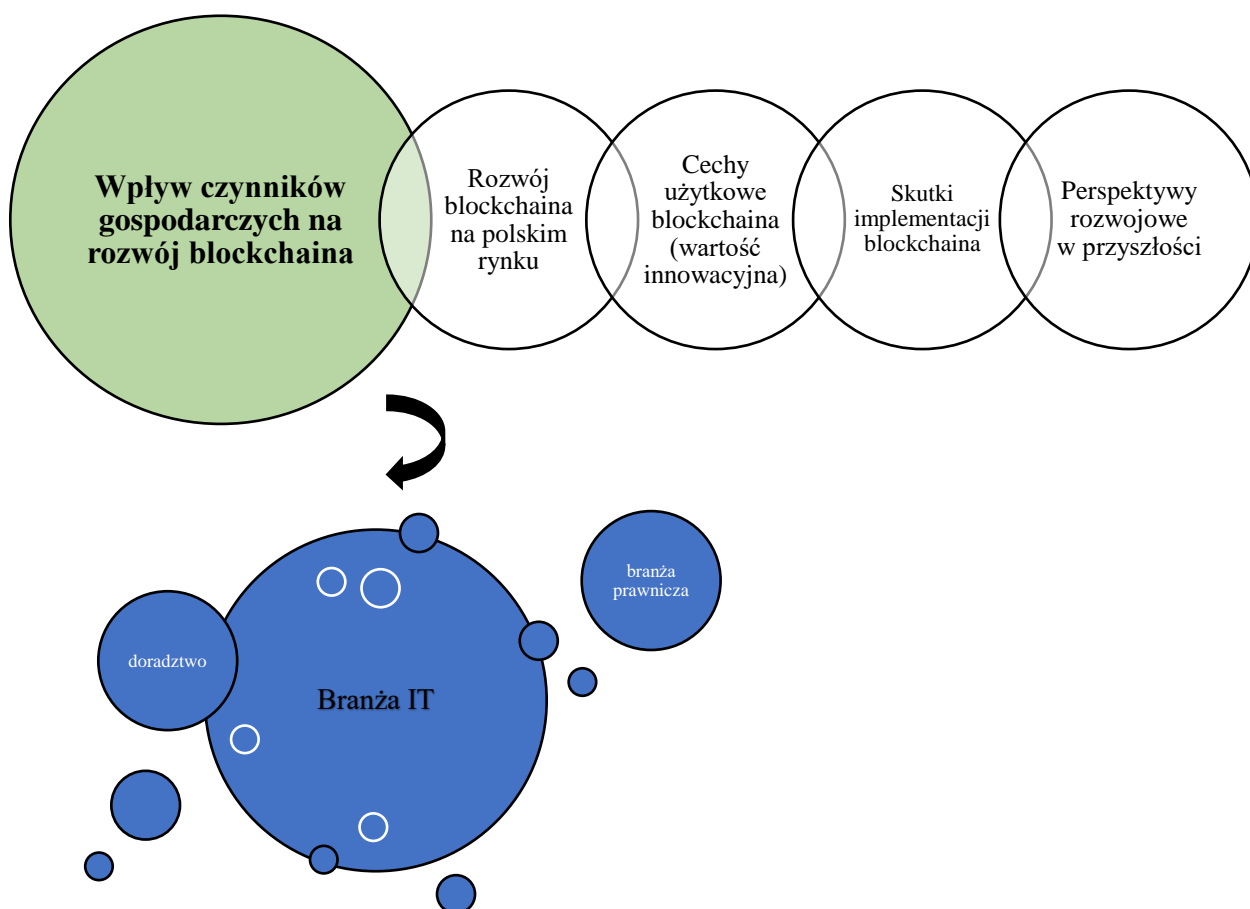 Wpływ czynników
gospodarczych na
rozwój blockchaina
Rozwój
blockchaina
na polskim
rynku
Cechy
użytkowe
blockchaina
(wartość
innowacyjna)
Skutki
implementacji
blockchaina
Perspektywy
rozwojowe
w przyszłości
branża
prawnicza
doradztwo
Branża IT